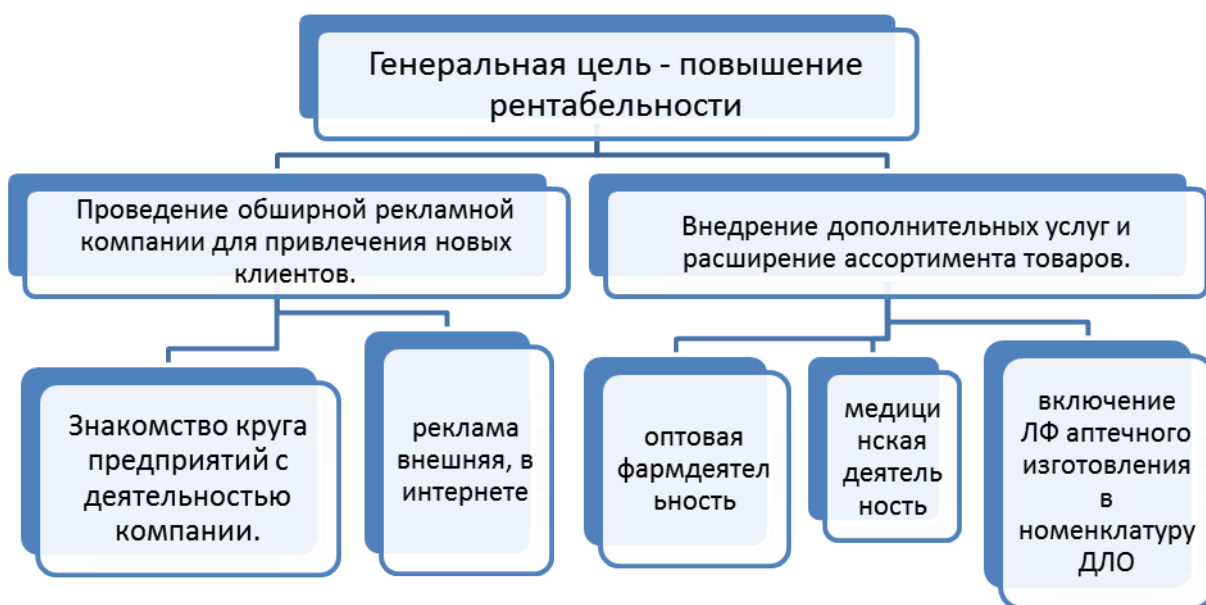 Генеральная цель - повышение
рентабельности
Проведение обширной рекламной
компании для привлечения новых
клиентов.
Внедрение дополнительных услуг и
расширение ассортимента товаров.
Знакомство круга
предприятий с
деятельностью
компании.
реклама
внешняя, в
интернете
оптовая
фармдеятел
ьность
медици
нская
деятель
ность
включение
ЛФ аптечного
изготовления
в
номенклатуру
ДЛО